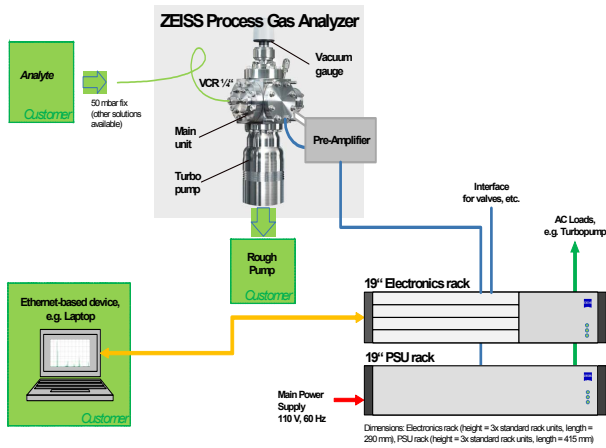 ZEISS Process Gas Analyzer
Vacuum
gauge
VCR ¼“
Analyte
Customer
50 mbar fix
(other solutions
available)
Main
unit
Pre-Amplifier
Turbo
pump
Interface
for valves, etc.
AC Loads,
e.g. Turbopump
Rough
Pump
Customer
19“ Electronics rack
Ethernet-based device,
e.g. Laptop
Customer
19“ PSU rack
Main Power
Supply
110 V, 60 Hz
Dimensions: Electronics rack (height = 3x standard rack units, length =
290 mm), PSU rack (height = 3x standard rack units, length = 415 mm)